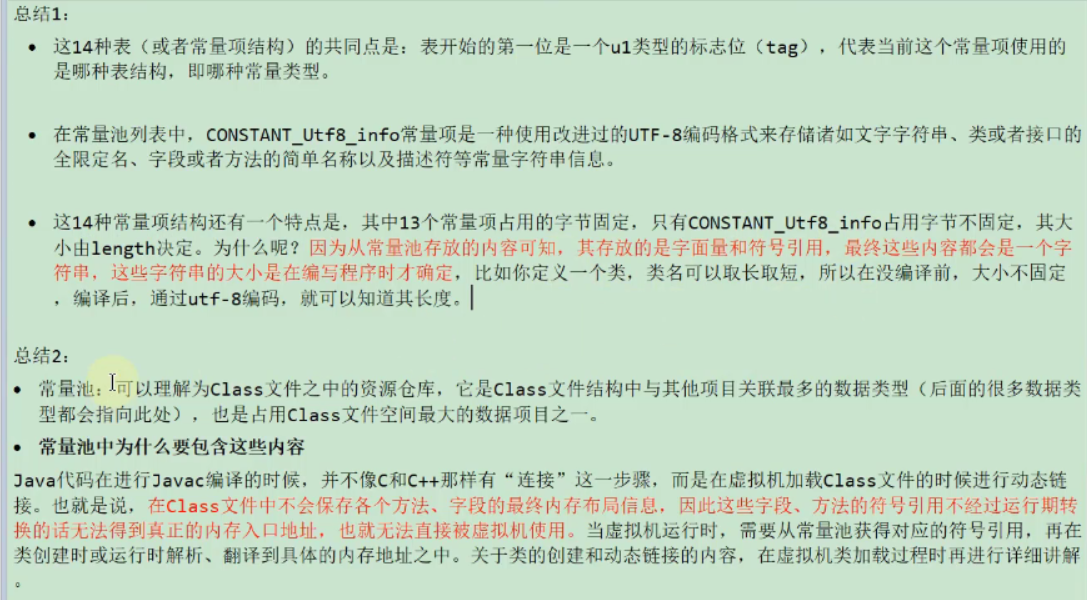 总结1：
• 这14种表（或者常量项结构）的共同点是：表开始的第一位是一个u1类型的标志位（tag），代表当前这个常量项使用的
是哪种表结构，即哪种常量类型。
• 在常量池列表中，CONSTANT_Utf8_info常量项是一种使用改进过的UTF-8编码格式来存储诸如文字字符串、类或者接口的
全限定名、字段或者方法的简单名称以及描述符等常量字符串信息。
• 这14种常量项结构还有一个特点是，其中13个常量项占用的字节固定，只有CONSTANT_Utf8_info占用字节不固定，其大
小由length决定。为什么呢？因为从常量池存放的内容可知，其存放的是字面量和符号引用，最终这些内容都会是一个字
符串，这些字符串的大小是在编写程序时才确定，比如你定义一个类，类名可以取长取短，所以在没编译前，大小不固定
，编译后，通过utf-8编码，就可以知道其长度。
总结2：
• 常量池：可以理解为Class文件之中的资源仓库，它是Class文件结构中与其他项目关联最多的数据类型（后面的很多数据类
型都会指向此处），也是占用Class文件空间最大的数据项目之一。
• 常量池中为什么要包含这些内容
Java代码在进行Javac编译的时候，并不像C和C++那样有“连接”这一步骤，而是在虚拟机加载Class文件的时候进行动态链
接。也就是说，在Class文件中不会保存各个方法、字段的最终内存布局信息，因此这些字段、方法的符号引用不经过运行期转
换的话无法得到真正的内存入口地址，也就无法直接被虚拟机使用。当虚拟机运行时，需要从常量池获得对应的符号引用，再在
类创建时或运行时解析、翻译到具体的内存地址之中。关于类的创建和动态链接的内容，在虚拟机类加载过程时再进行详细讲解
。